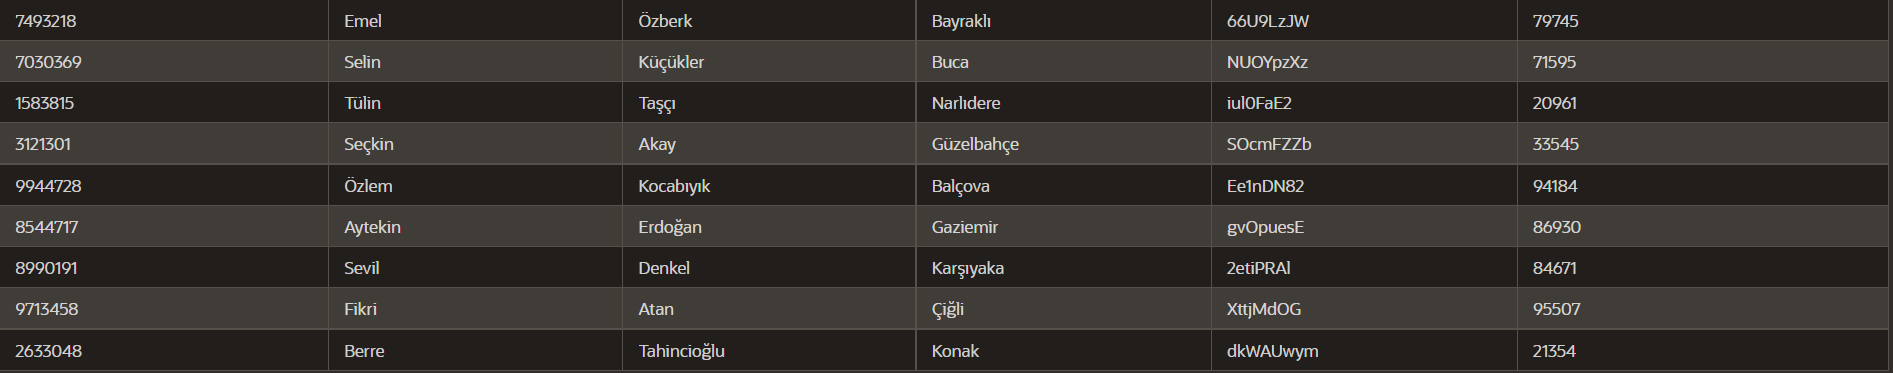 7493218 Emel Özberk Bayraklı 66U9LzJW 79745
7030369 Selin Küçükler Buca NUOYpzXz 71595
1583815 Tülin Taşçı Narlıdere iul0FaE2 20961
3121301 Seçkin Akay Güzelbahçe SOcmFZZb 33545
9944728 Özlem Kocabıyık Balçova Ee1nDN82 94184
8544717 Aytekin Erdoğan Gaziemir gvOpuesE 86930
8990191 Sevil Denkel Karşıyaka 2etiPRAl 84671
9713458 Fikri Atan Çiğli XttjMdOG 95507
2633048 Berre Tahincioğlu Konak dkWAUwym 21354